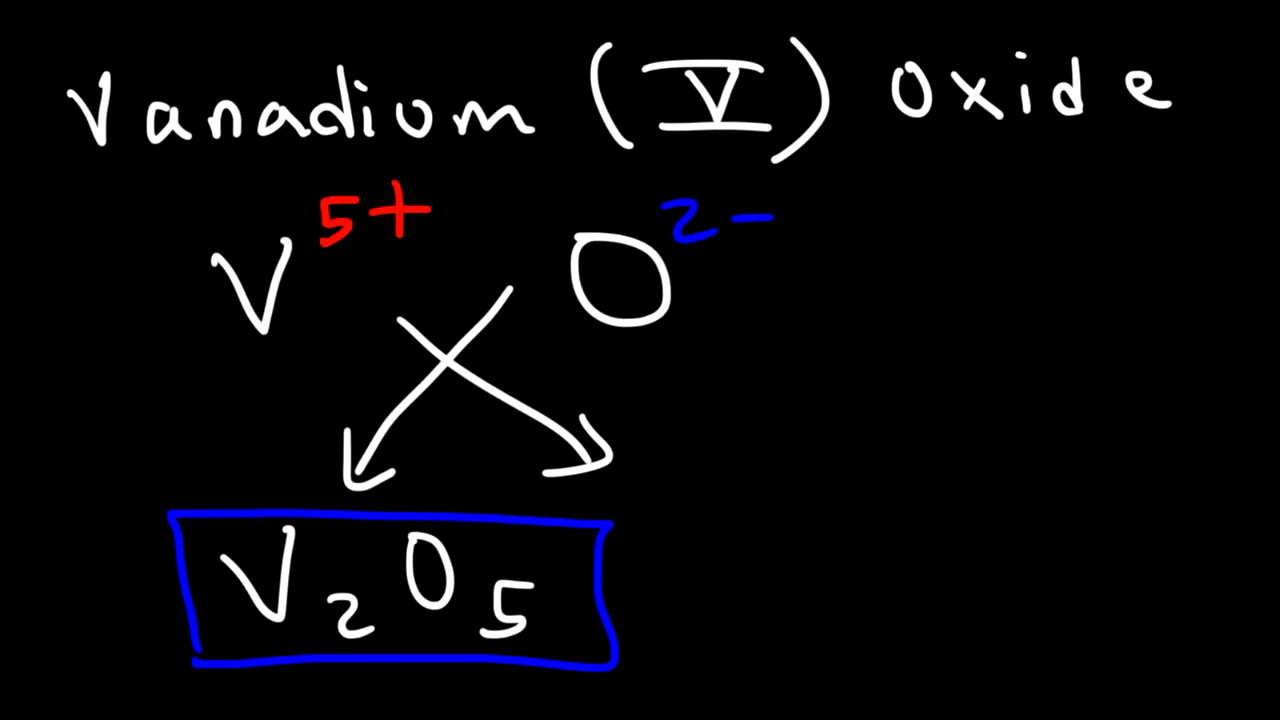 Vanadium (V) Oxide
V⁵⁺ O²⁻
V₂O₅